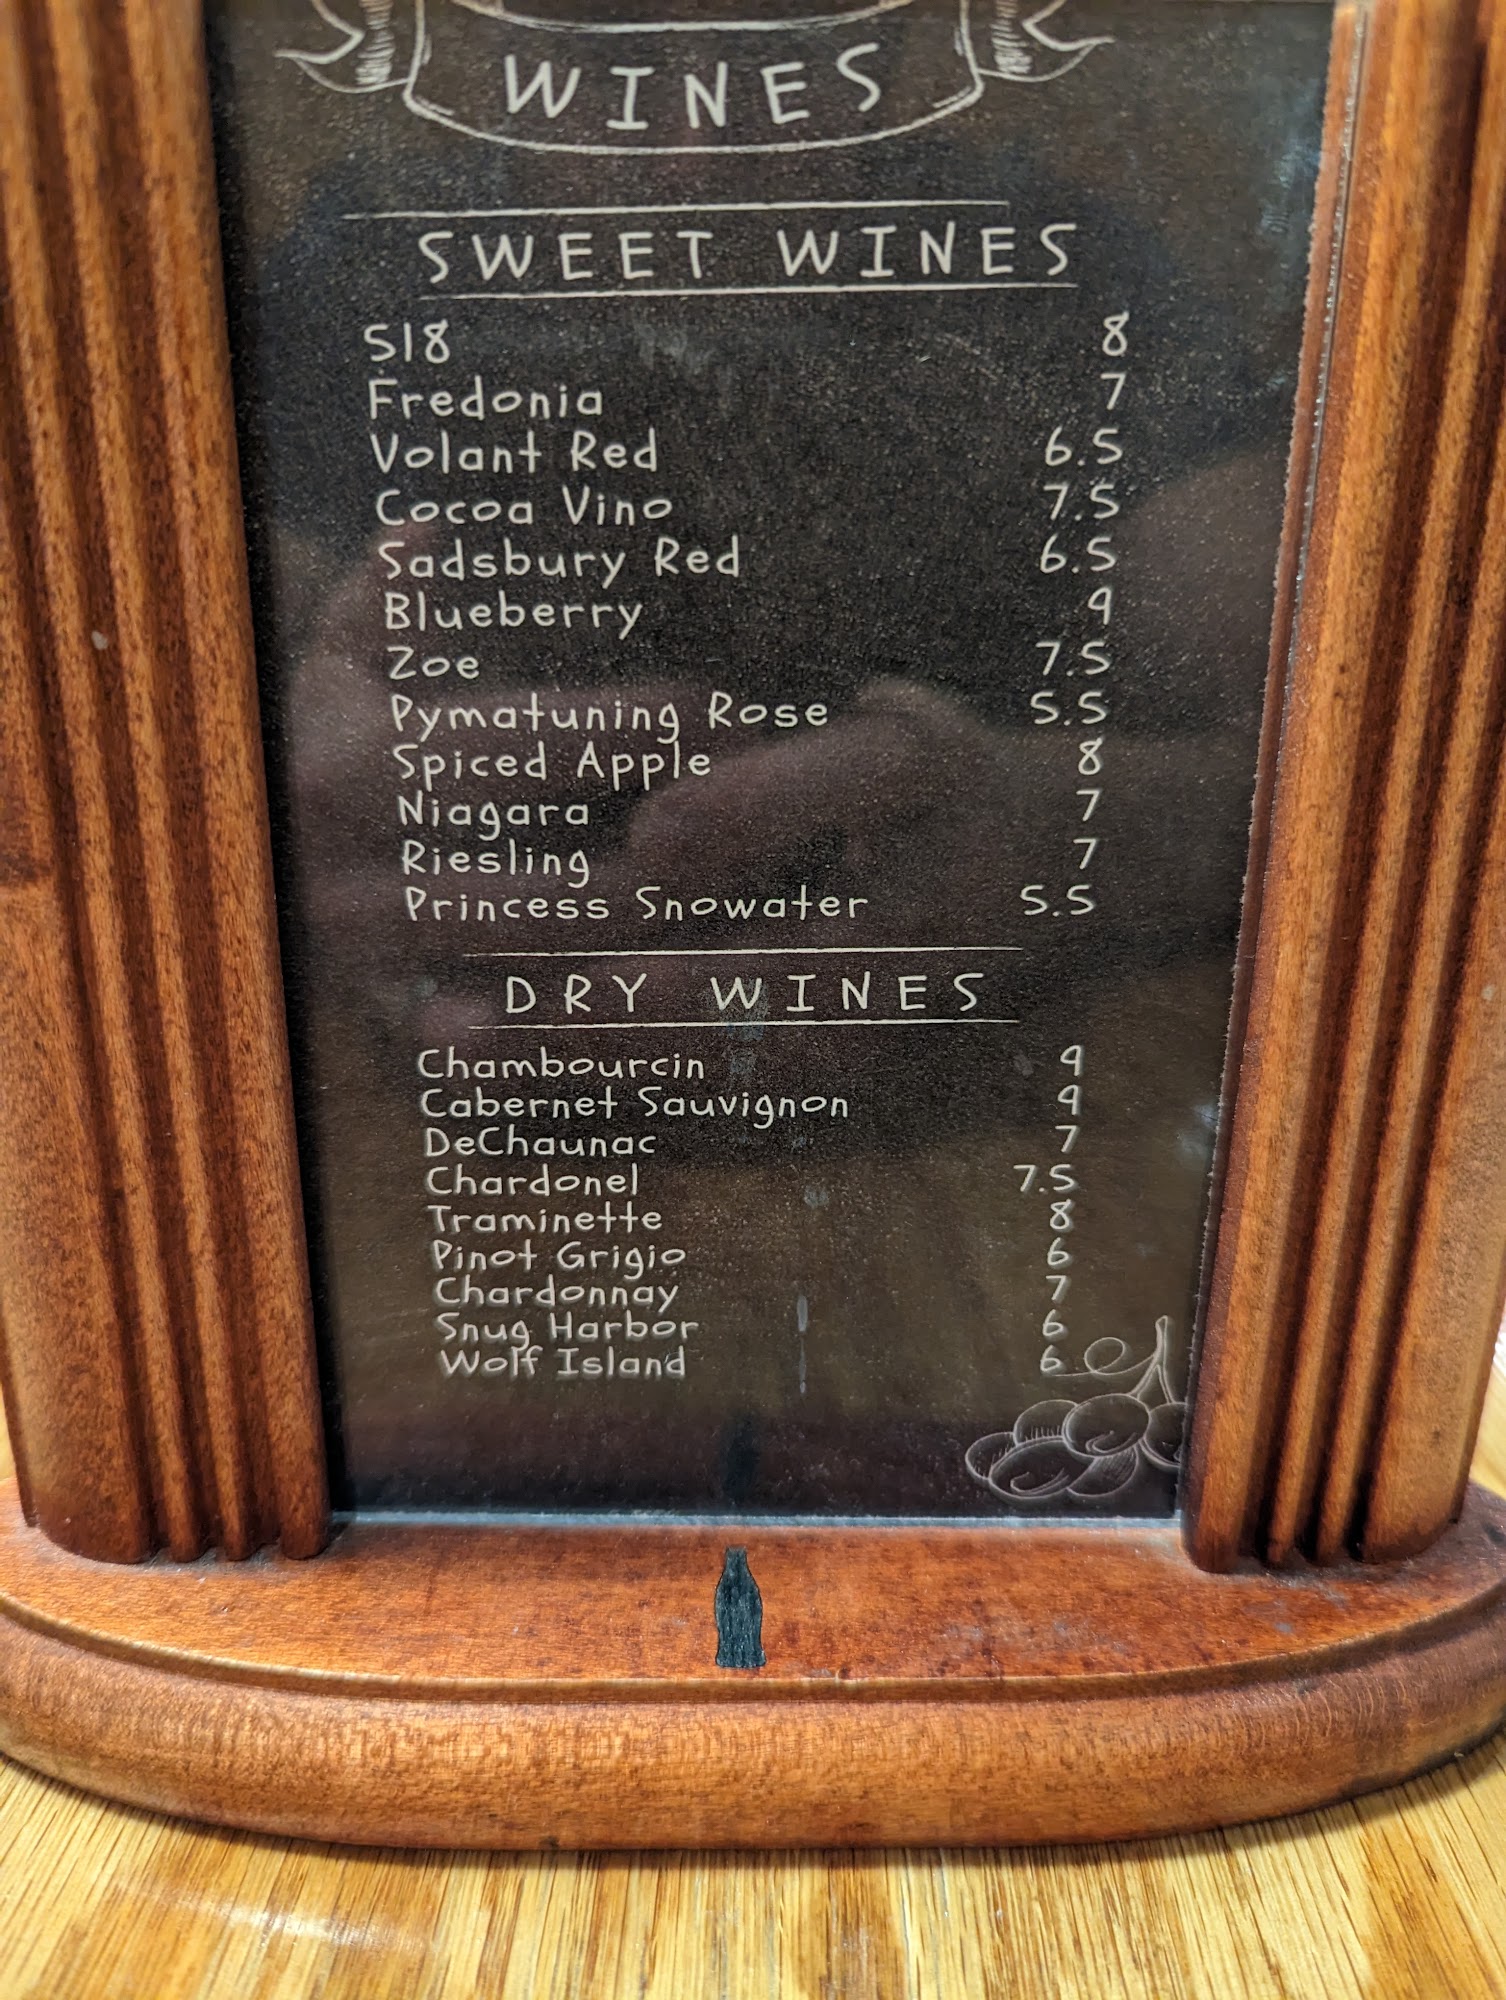 WINES
SWEET WINES
S18 8
Fredonia 7
Volant Red 6.5
Cocoa Vino 7.5
Sadsbury Red 6.5
Blueberry 9
Zoe 7.5
Pymatuning Rose 5.5
Spiced Apple 8
Niagara 7
Riesling 7
Princess Snowater 5.5
DRY WINES
Chambourcin 9
Cabernet Sauvignon 9
DeChaunac 7
Chardonel 7.5
Traminette 8
Pinot Grigio 6
Chardonnay 7
Snug Harbor 6
Wolf Island 6